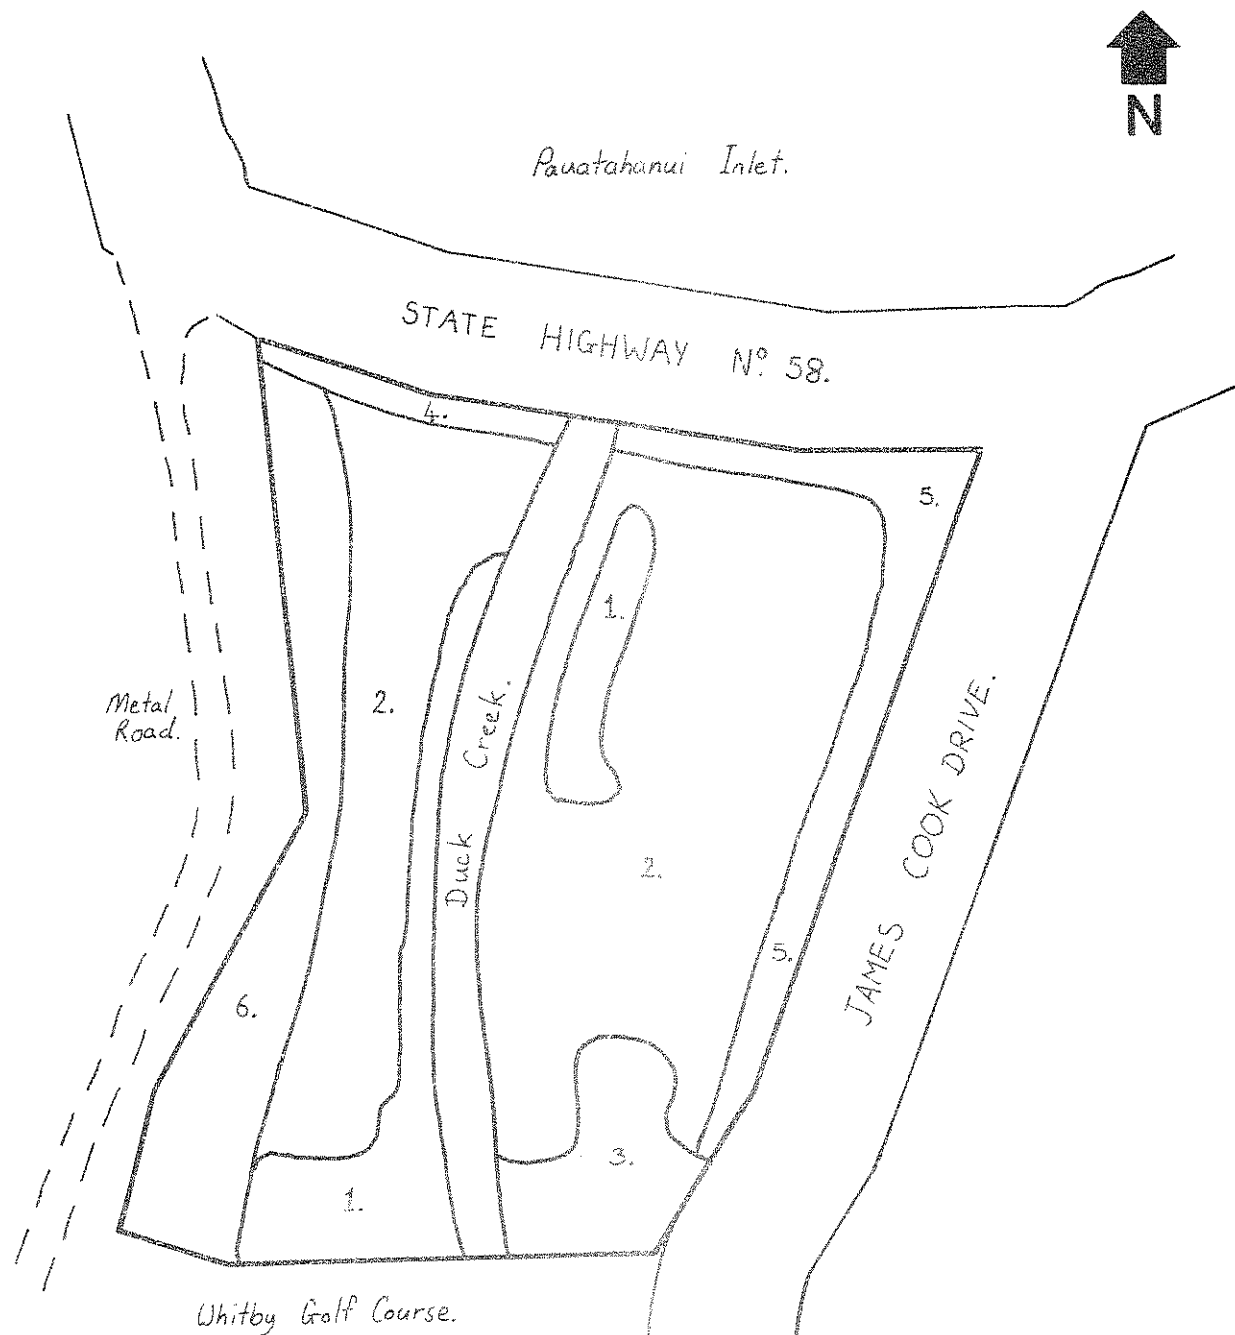 N
Pauatahanui Inlet.
STATE HIGHWAY Nº. 58.
4.
5.
1.
2.
Metal
Road.
Duck Creek.
2.
JAMES COOK DRIVE.
5.
6.
3.
1.
Whitby Golf Course.